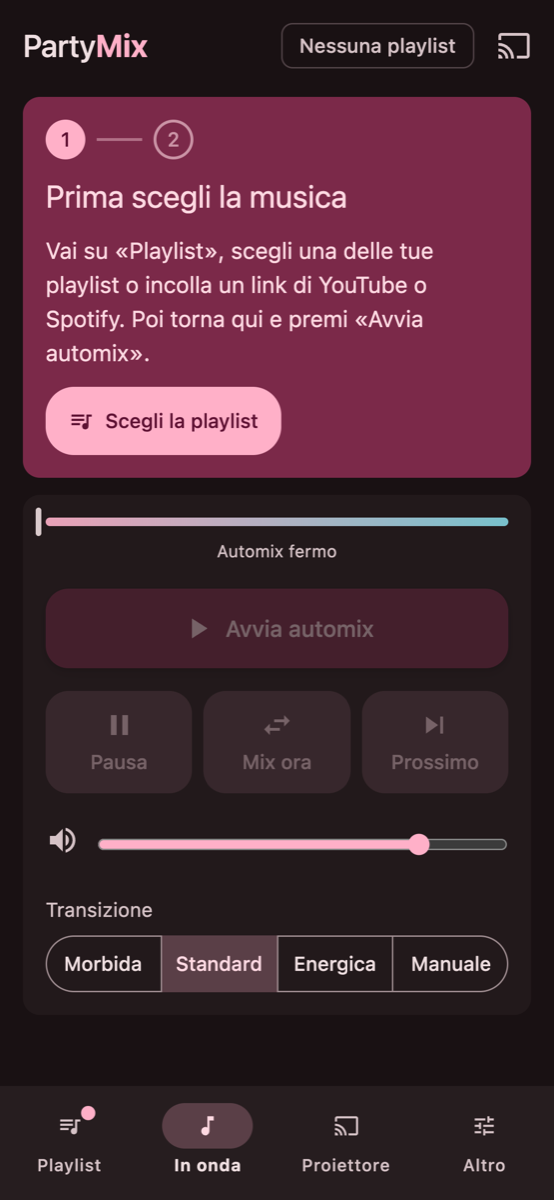 PartyMix
Nessuna playlist
1
2
Prima scegli la musica
Vai su «Playlist», scegli una delle tue
playlist o incolla un link di YouTube o
Spotify. Poi torna qui e premi «Avvia
automix».
Scegli la playlist
Automix fermo
Avvia automix
Pausa
Mix ora
Prossimo
Transizione
Morbida
Standard
Energica
Manuale
Playlist
In onda
Proiettore
Altro